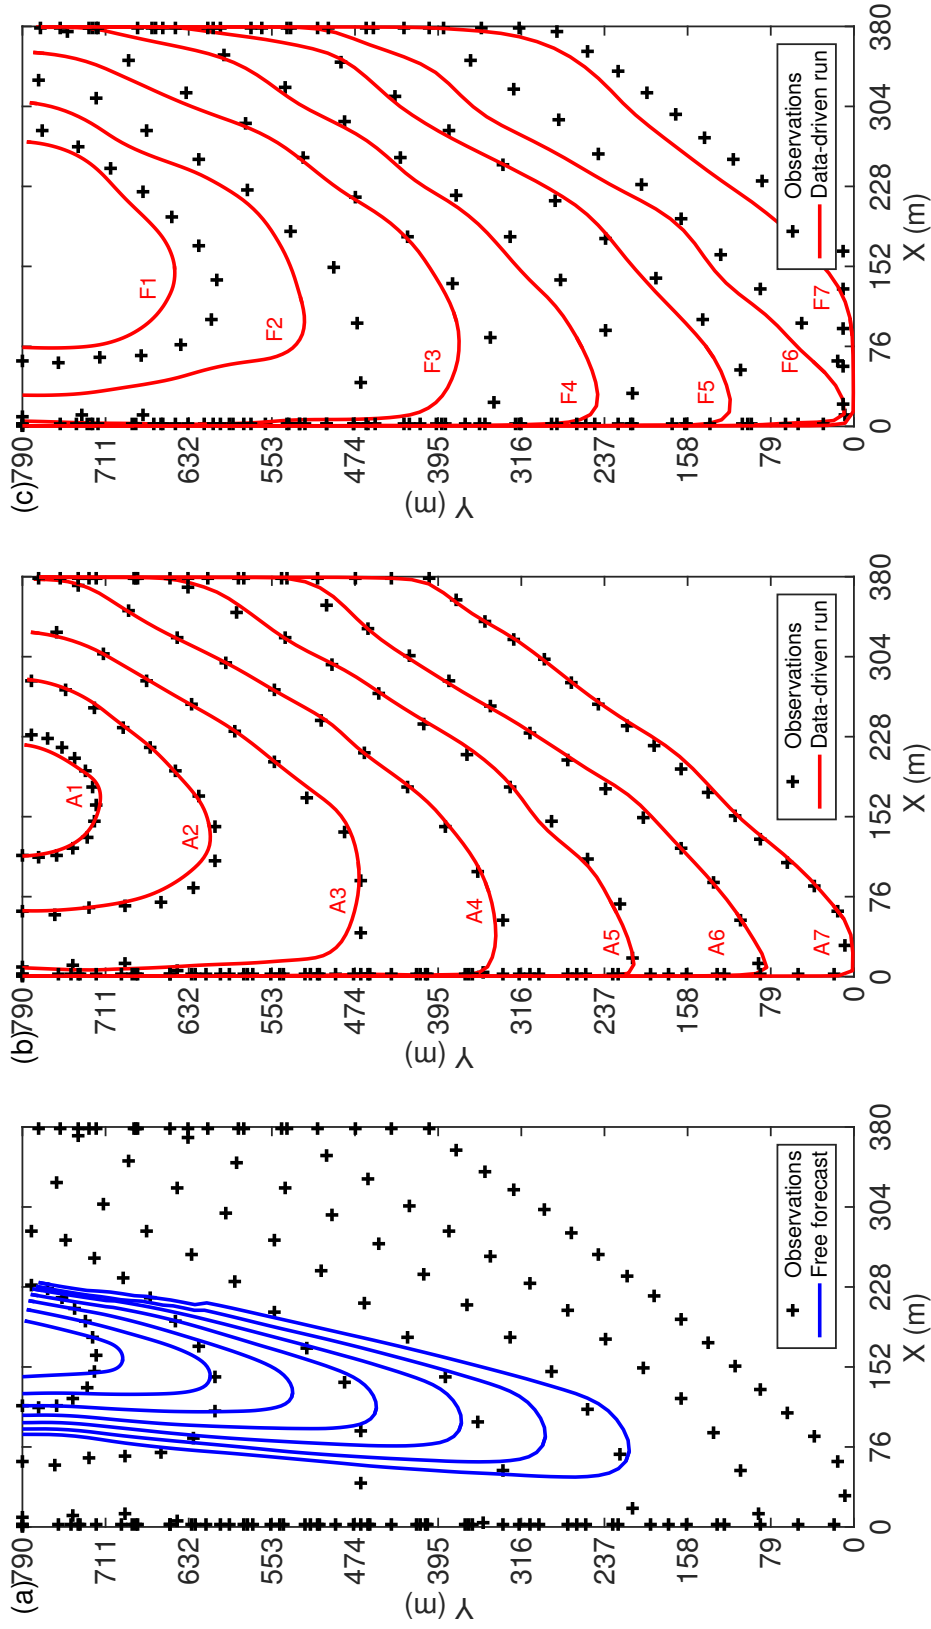 (a)
790
711
632
553
474
395
316
237
158
79
0
Y (m)
0
76
152
228
304
380
X (m)
Observations
Free forecast
(b)
790
711
632
553
474
395
316
237
158
79
0
Y (m)
0
76
152
228
304
380
X (m)
A1
A2
A3
A4
A5
A6
A7
Observations
Data-driven run
(c)
790
711
632
553
474
395
316
237
158
79
0
Y (m)
0
76
152
228
304
380
X (m)
F1
F2
F3
F4
F5
F6
F7
Observations
Data-driven run